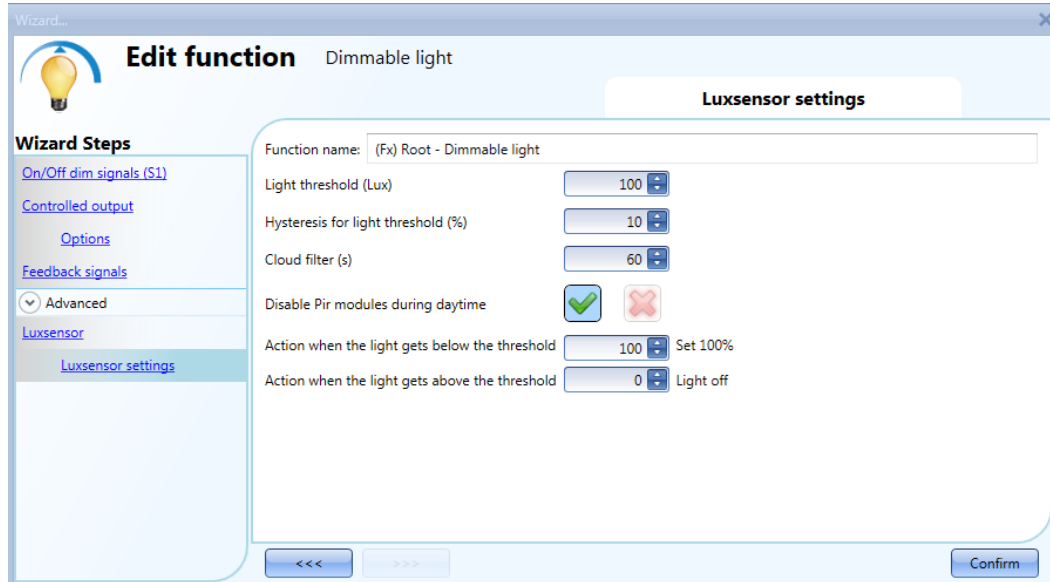 Wizard...
Edit function Dimmable light
Luxsensor settings
Wizard Steps
On/Off dim signals (S1)
Controlled output
Options
Feedback signals
Advanced
Luxsensor
Luxsensor settings
Function name: (Fx) Root - Dimmable light
Light threshold (Lux) 100
Hysteresis for light threshold (%) 10
Cloud filter (s) 60
Disable Pir modules during daytime
Action when the light gets below the threshold 100 Set 100%
Action when the light gets above the threshold 0 Light off
<<< >>> Confirm